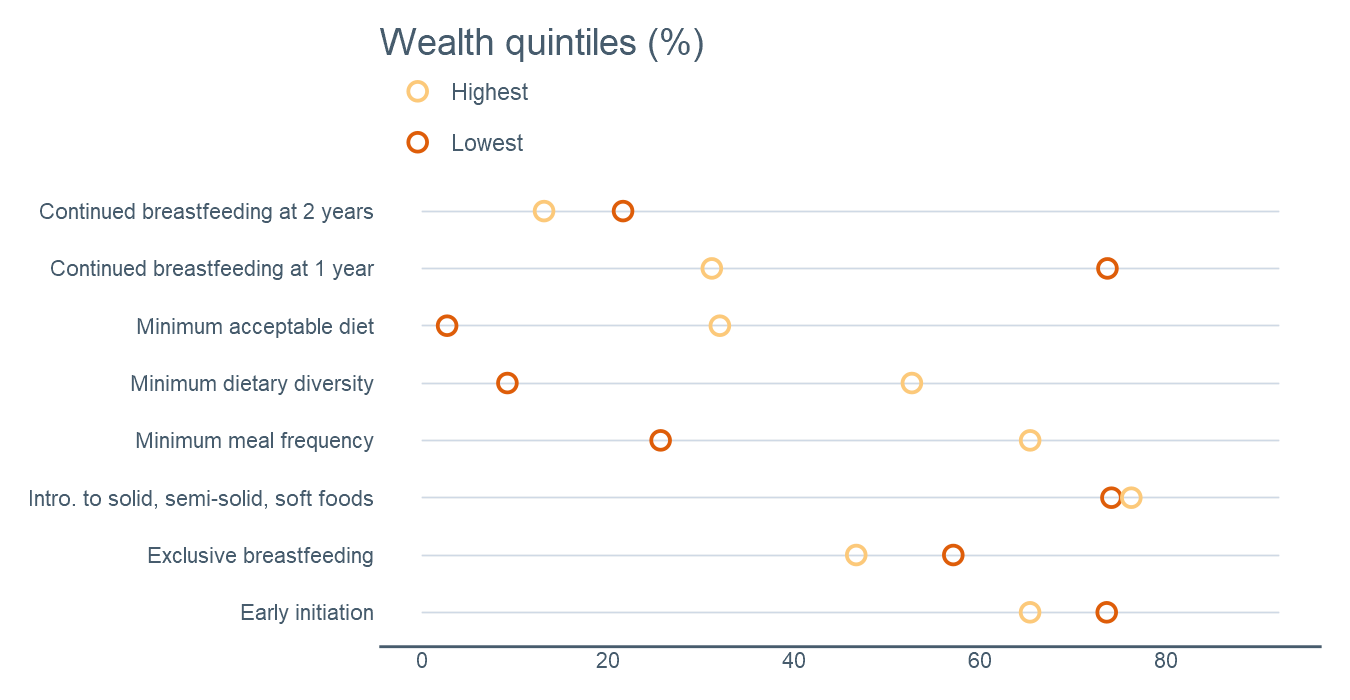 Wealth quintiles (%)
Highest
Lowest
Continued breastfeeding at 2 years
Continued breastfeeding at 1 year
Minimum acceptable diet
Minimum dietary diversity
Minimum meal frequency
Intro. to solid, semi-solid, soft foods
Exclusive breastfeeding
Early initiation
0 20 40 60 80